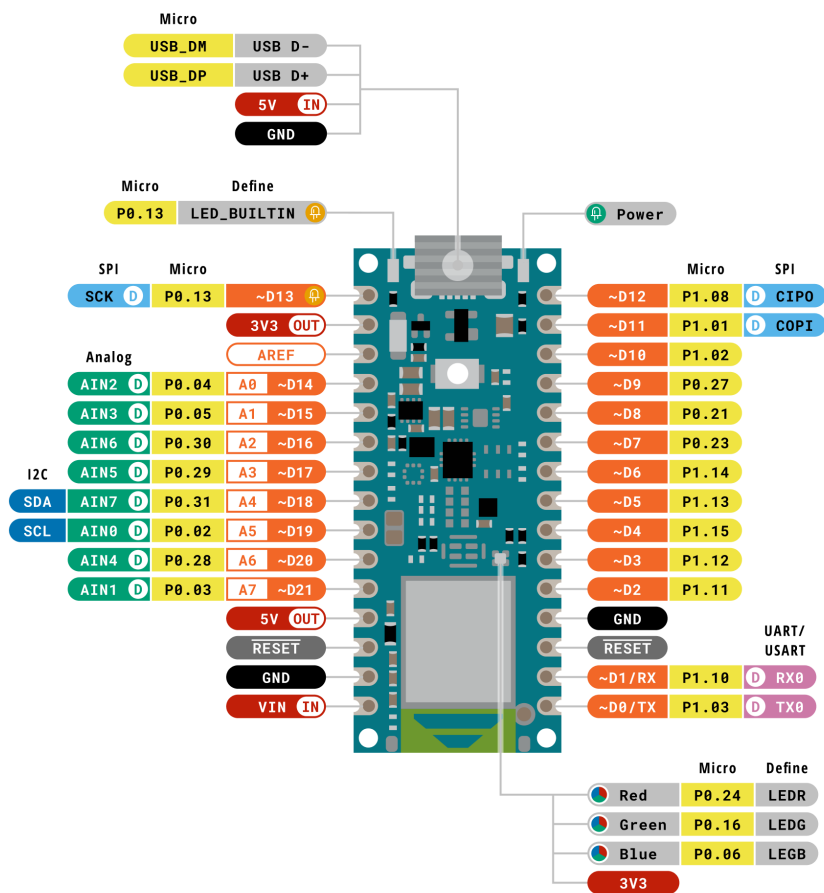 Micro
USB_DM USB D-
USB_DP USB D+
5V IN
GND
Micro Define
P0.13 LED_BUILTIN
Power
SPI Micro
SCK D P0.13 ~D13
3V3 OUT
AREF
Analog
AIN2 D P0.04 A0 ~D14
AIN3 D P0.05 A1 ~D15
AIN6 D P0.30 A2 ~D16
AIN5 D P0.29 A3 ~D17
I2C
SDA AIN7 D P0.31 A4 ~D18
SCL AIN0 D P0.02 A5 ~D19
AIN4 D P0.28 A6 ~D20
AIN1 D P0.03 A7 ~D21
5V OUT
RESET
GND
VIN IN
Micro SPI
~D12 P1.08 D CIPO
~D11 P1.01 D COPI
~D10 P1.02
~D9 P0.27
~D8 P0.21
~D7 P0.23
~D6 P1.14
~D5 P1.13
~D4 P1.15
~D3 P1.12
~D2 P1.11
GND
RESET
UART/
USART
~D1/RX P1.10 D RX0
~D0/TX P1.03 D TX0
Micro Define
Red P0.24 LEDR
Green P0.16 LEDG
Blue P0.06 LEGB
3V3